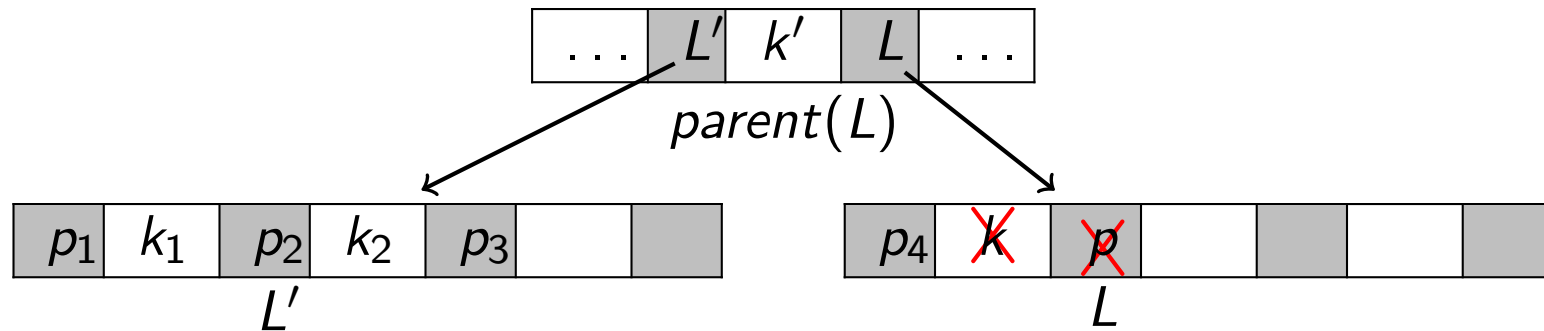 ... L′ k′ L ...
parent(L)
p₁ k₁ p₂ k₂ p₃ p₄ k p
L′ L